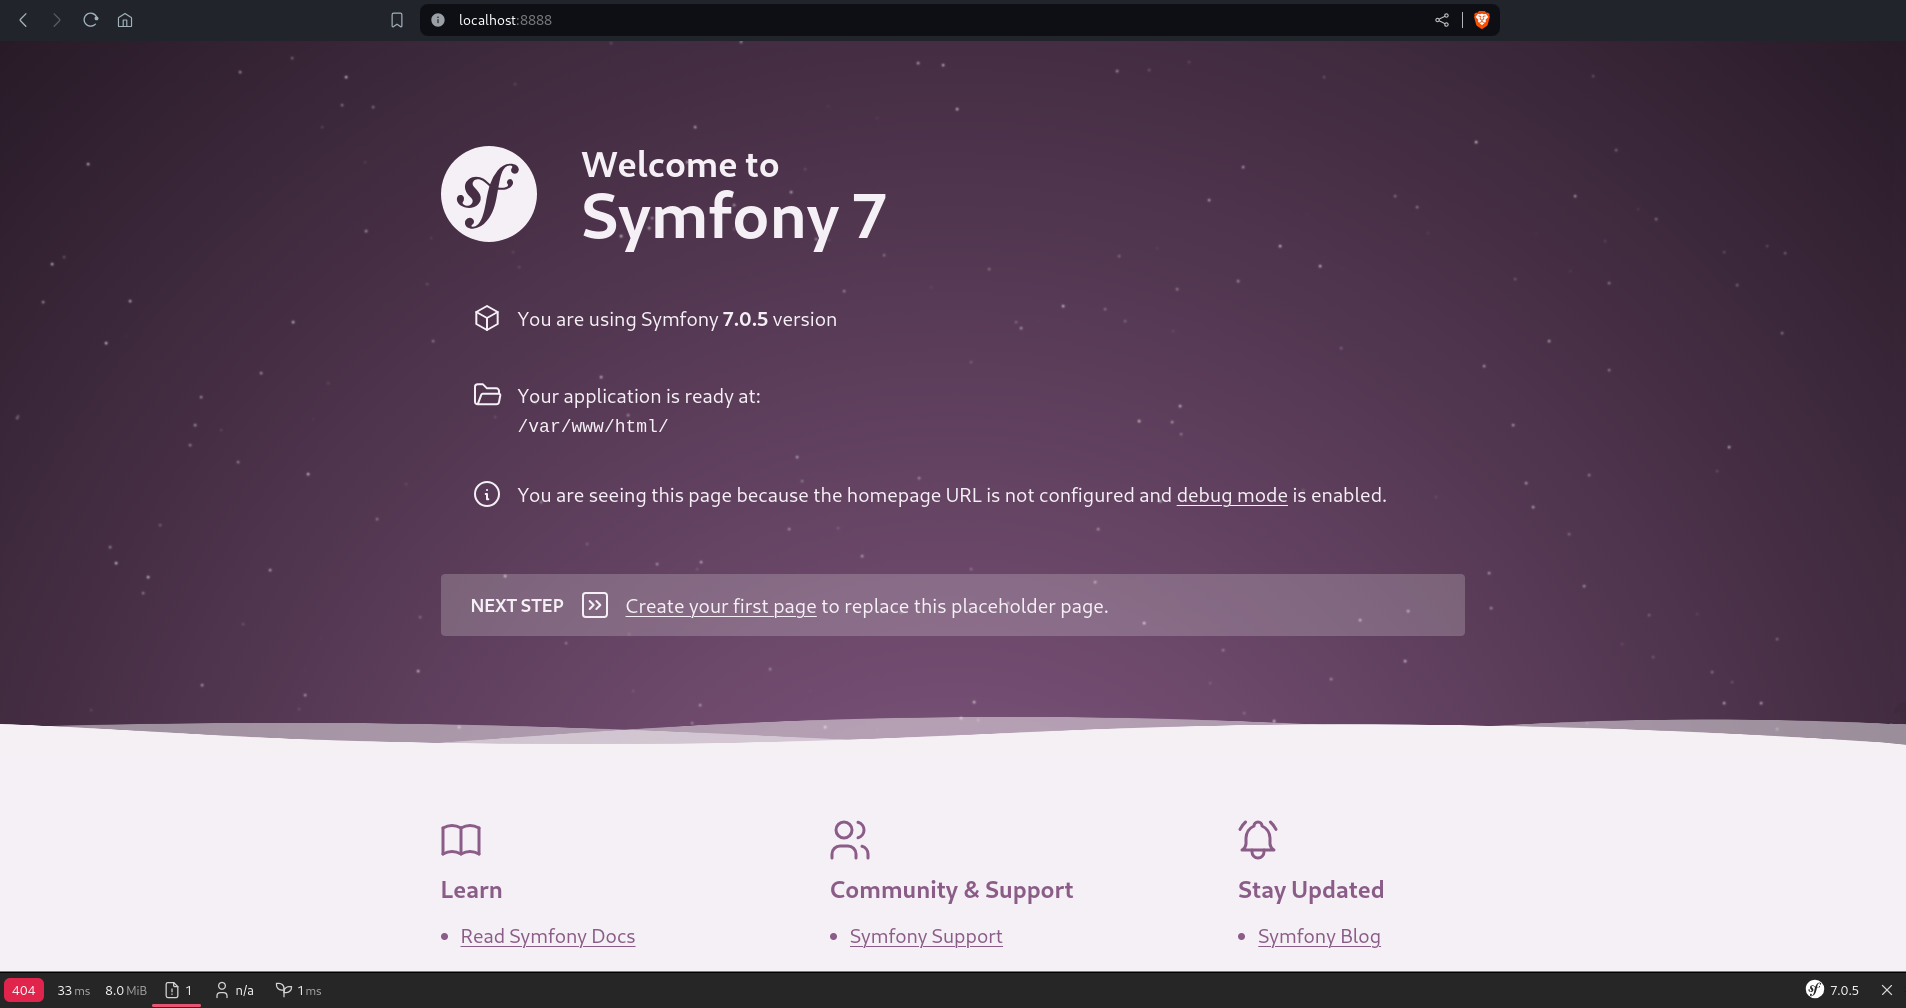 localhost:8888
sf
Welcome to
Symfony 7
You are using Symfony 7.0.5 version
Your application is ready at:
/var/www/html/
You are seeing this page because the homepage URL is not configured and debug mode is enabled.
NEXT STEP Create your first page to replace this placeholder page.
Learn
Community & Support
Stay Updated
• Read Symfony Docs
• Symfony Support
• Symfony Blog
404 33 ms 8.0 MiB 1 n/a 1 ms sf 7.0.5